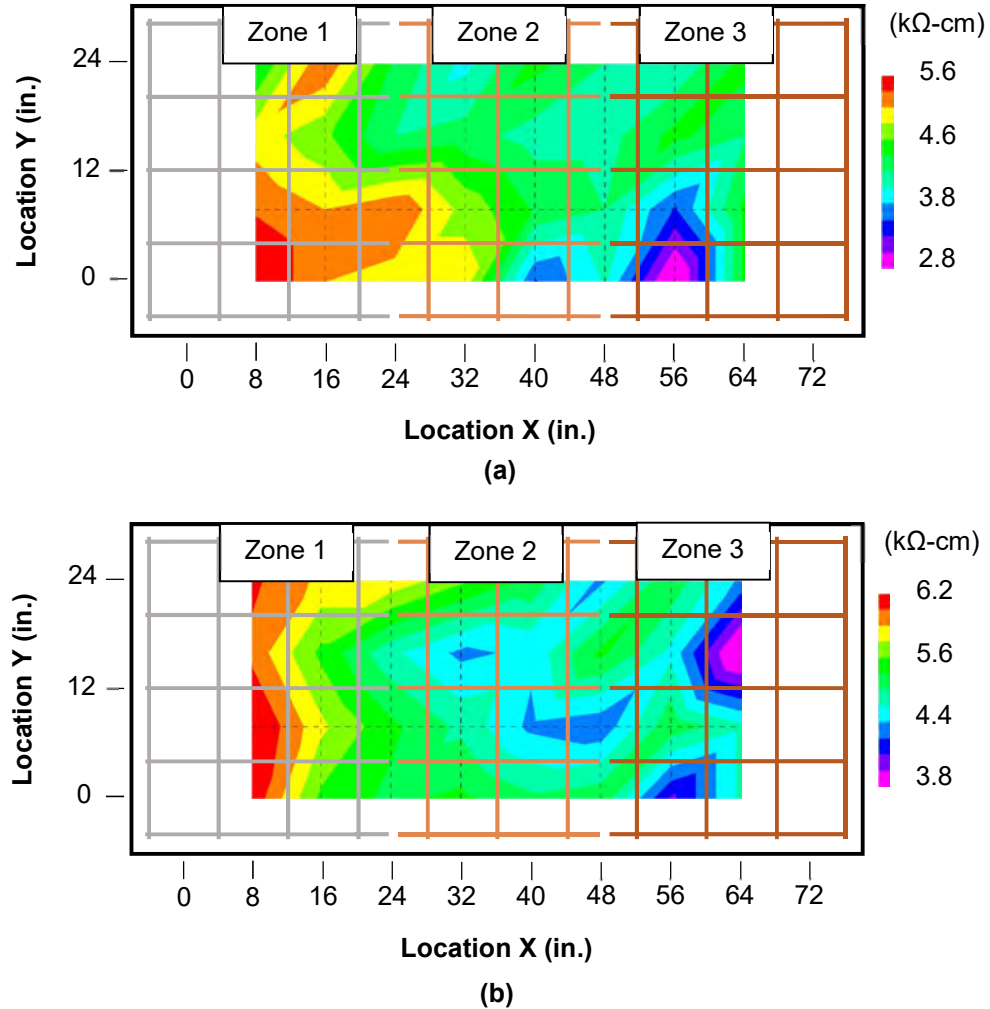 Zone 1 Zone 2 Zone 3 (kΩ-cm)
24
12
0
Location Y (in.)
5.6
4.6
3.8
2.8
0 8 16 24 32 40 48 56 64 72
Location X (in.)
(a)
Zone 1 Zone 2 Zone 3 (kΩ-cm)
24
12
0
Location Y (in.)
6.2
5.6
4.4
3.8
0 8 16 24 32 40 48 56 64 72
Location X (in.)
(b)